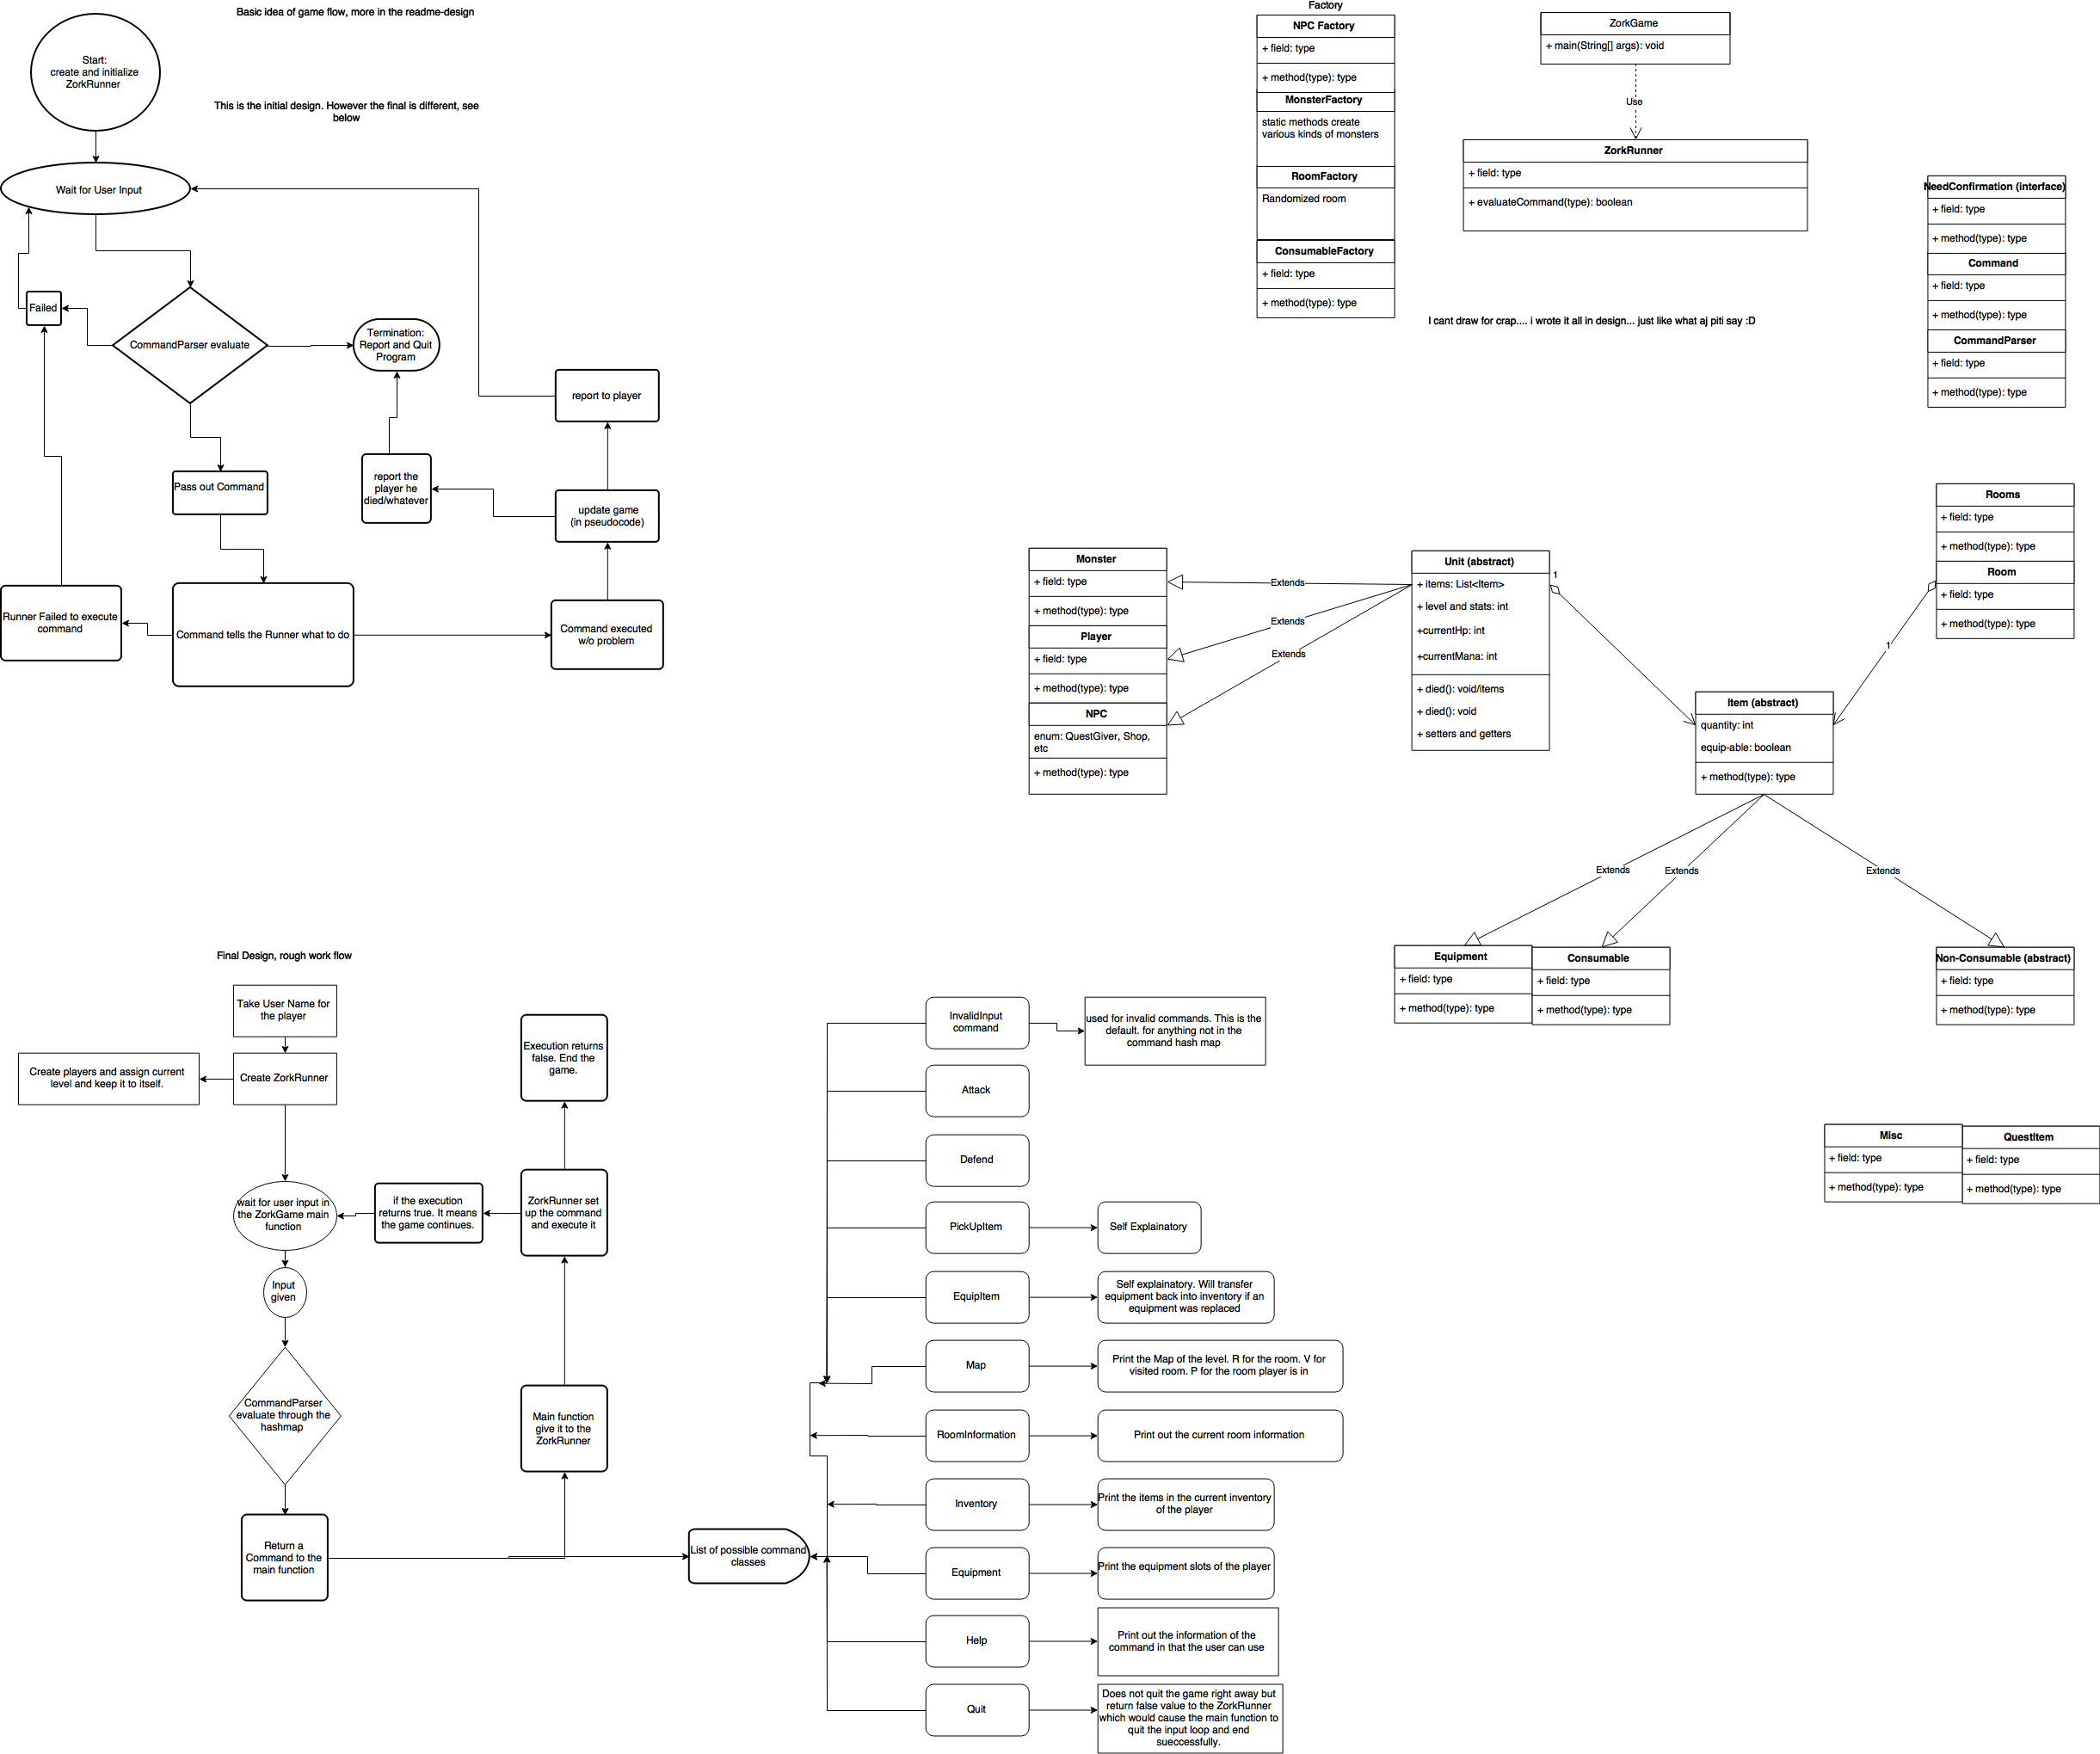 Basic idea of game flow, more in the readme-design
Start:
create and initialize
ZorkRunner
This is the initial design. However the final is different, see
below
Wait for User Input
Failed
CommandParser evaluate
Termination:
Report and Quit
Program
report to player
Pass out Command
report the
player he
died/whatever
update game
(in pseudocode)
Runner Failed to execute
command
Command tells the Runner what to do
Command executed
w/o problem
Factory
NPC Factory
+ field: type
+ method(type): type
MonsterFactory
static methods create
various kinds of monsters
RoomFactory
Randomized room
ConsumableFactory
+ field: type
+ method(type): type
ZorkGame
+ main(String[] args): void
Use
ZorkRunner
+ field: type
+ evaluateCommand(type): boolean
I cant draw for crap.... i wrote it all in design... just like what aj piti say :D
NeedConfirmation (interface)
+ field: type
+ method(type): type
Command
+ field: type
+ method(type): type
CommandParser
+ field: type
+ method(type): type
Rooms
+ field: type
+ method(type): type
Room
+ field: type
+ method(type): type
1
Monster
+ field: type
+ method(type): type
Player
+ field: type
+ method(type): type
NPC
enum: QuestGiver, Shop,
etc
+ method(type): type
Extends
Extends
Extends
Unit (abstract)
+ items: List<Item>
+ level and stats: int
+currentHp: int
+currentMana: int
+ died(): void/items
+ died(): void
+ setters and getters
1
Item (abstract)
quantity: int
equip-able: boolean
+ method(type): type
Extends
Extends
Extends
Equipment
+ field: type
+ method(type): type
Consumable
+ field: type
+ method(type): type
Non-Consumable (abstract)
+ field: type
+ method(type): type
Misc
+ field: type
+ method(type): type
QuestItem
+ field: type
+ method(type): type
Final Design, rough work flow
Take User Name for
the player
Create players and assign current
level and keep it to itself.
Create ZorkRunner
Execution returns
false. End the
game.
wait for user input in
the ZorkGame main
function
if the execution
returns true. It means
the game continues.
ZorkRunner set
up the command
and execute it
Input
given
CommandParser
evaluate through the
hashmap
Main function
give it to the
ZorkRunner
Return a
Command to the
main function
List of possible command
classes
InvalidInput
command
used for invalid commands. This is the
default. for anything not in the
command hash map
Attack
Defend
PickUpItem
Self Explainatory
EquipItem
Self explainatory. Will transfer
equipment back into inventory if an
equipment was replaced
Map
Print the Map of the level. R for the room. V for
visited room. P for the room player is in
RoomInformation
Print out the current room information
Inventory
Print the items in the current inventory
of the player
Equipment
Print the equipment slots of the player
Help
Print out the information of the
command in that the user can use
Quit
Does not quit the game right away but
return false value to the ZorkRunner
which would cause the main function to
quit the input loop and end
sueccessfully.